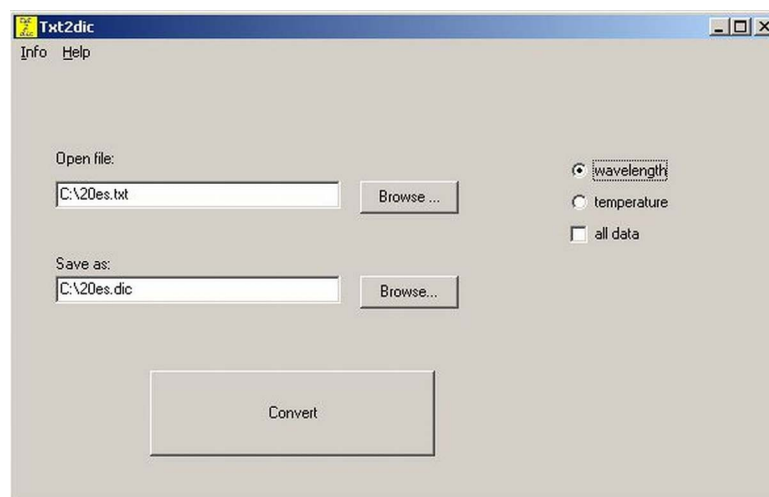 Txt2dic
Info Help
Open file:
C:\20es.txt
Browse ...
wavelength
temperature
all data
Save as:
C:\20es.dic
Browse...
Convert